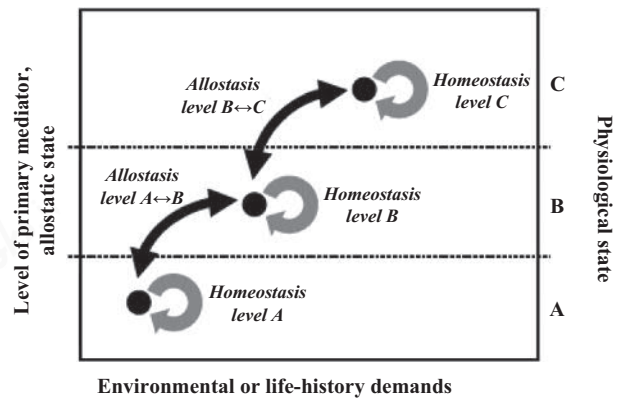 Level of primary mediator,
allostatic state
Allostasis
level B↔C
Homeostasis
level C
C
Allostasis
level A↔B
Homeostasis
level B
B
Homeostasis
level A
A
Physiological state
Environmental or life-history demands